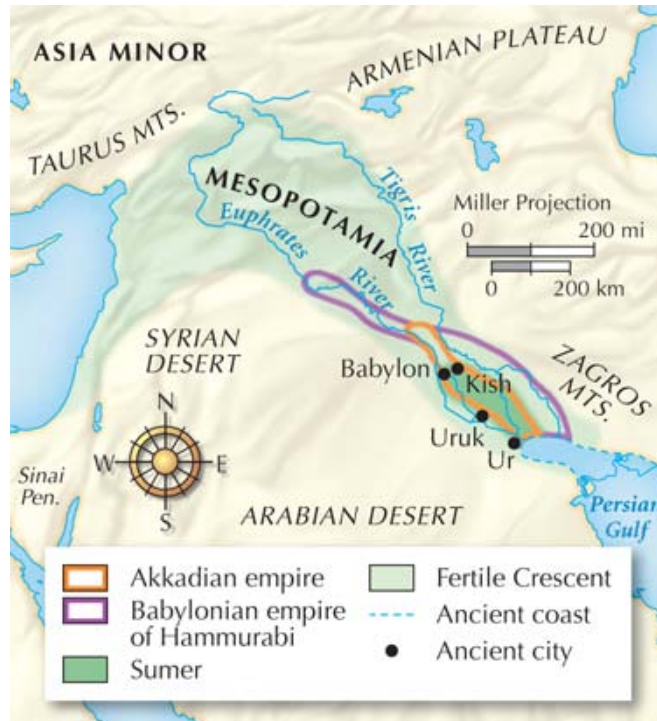 ASIA MINOR
ARMENIAN PLATEAU
TAURUS MTS.
MESOPOTAMIA
Tigris
River
Euphrates
River
Miller Projection
0 200 mi
0 200 km
SYRIAN
DESERT
Babylon
Kish
ZAGROS
MTS.
Uruk
Ur
N
W E
S
Sinai
Pen.
ARABIAN DESERT
Persian
Gulf
Akkadian empire
Babylonian empire
of Hammurabi
Sumer
Fertile Crescent
Ancient coast
Ancient city